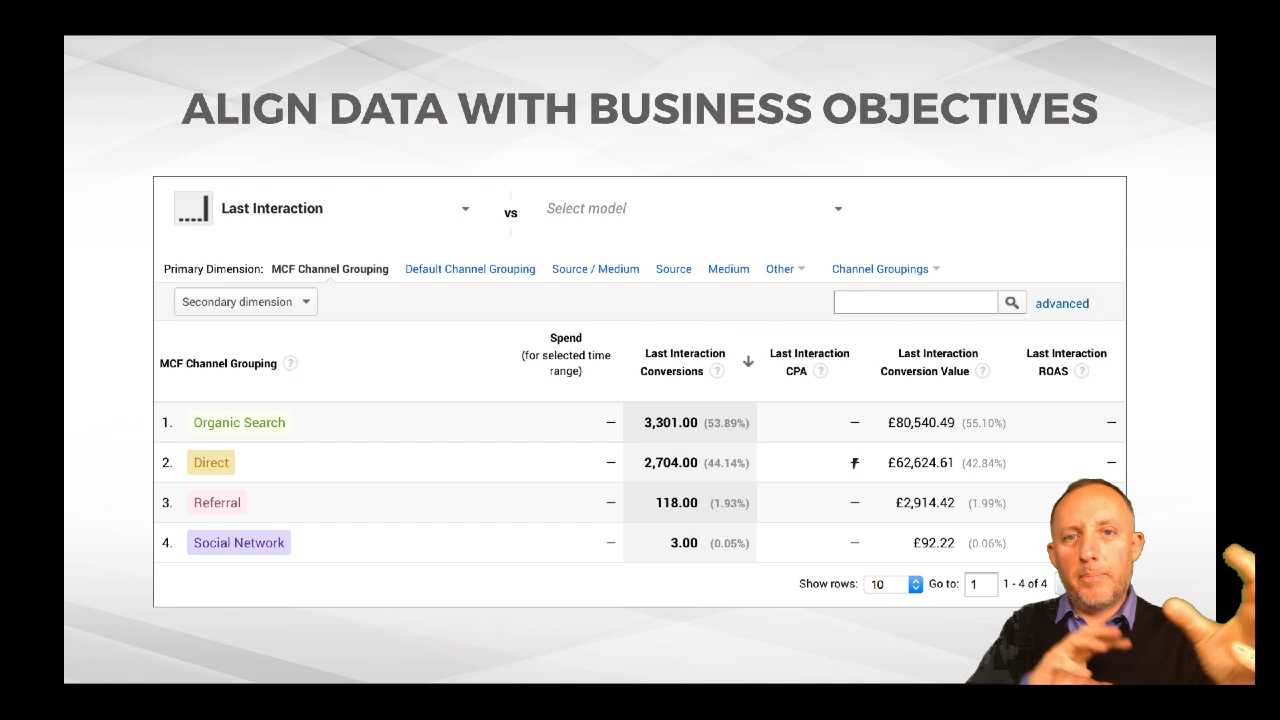 ALIGN DATA WITH BUSINESS OBJECTIVES
Last Interaction
vs
Select model
Primary Dimension: MCF Channel Grouping Default Channel Grouping Source / Medium Source Medium Other Channel Groupings
Secondary dimension
advanced
MCF Channel Grouping ?
Spend
(for selected time
range)
Last Interaction
Conversions ?
Last Interaction
CPA ?
Last Interaction
Conversion Value ?
Last Interaction
ROAS ?
1. Organic Search — 3,301.00 (53.89%) — £80,540.49 (55.10%) —
2. Direct — 2,704.00 (44.14%) £62,624.61 (42.84%) —
3. Referral — 118.00 (1.93%) — £2,914.42 (1.99%)
4. Social Network — 3.00 (0.05%) — £92.22 (0.06%)
Show rows: 10 Go to: 1 1 - 4 of 4